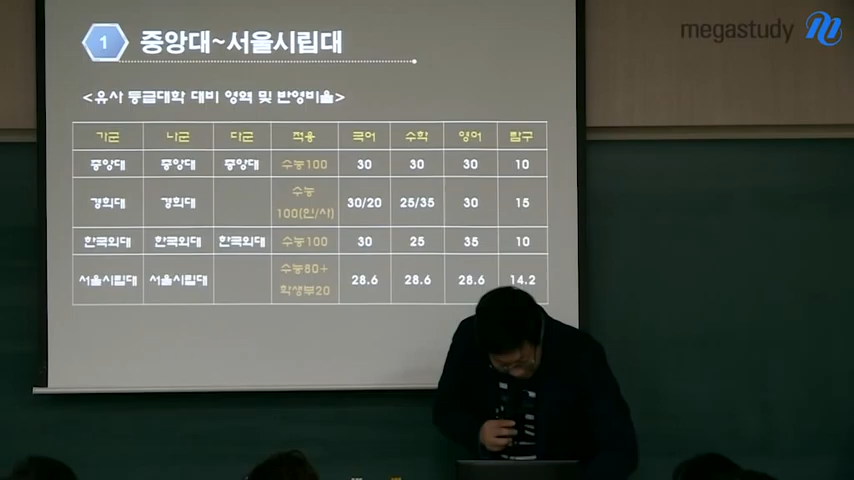 megastudy
1 중앙대~서울시립대
<유사 등급대학 대비 영역 및 반영비율>
가군 나군 다군 적용 국어 수학 영어 탐구
중앙대 중앙대 중앙대 수능100 30 30 30 10
경희대 경희대 수능 100(인/사) 30/20 25/35 30 15
한국외대 한국외대 한국외대 수능100 30 25 35 10
서울시립대 서울시립대 수능80+ 학생부20 28.6 28.6 28.6 14.2